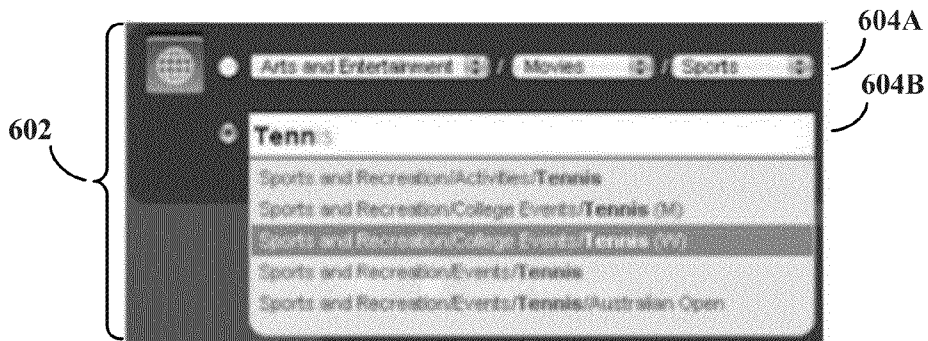 604A
Arts and Entertainment / Movies / Sports
604B
602
Tennis
Sports and Recreation/Activities/Tennis
Sports and Recreation/College Events/Tennis (M)
Sports and Recreation/College Events/Tennis (W)
Sports and Recreation/Events/Tennis
Sports and Recreation/Events/Tennis/Australian Open